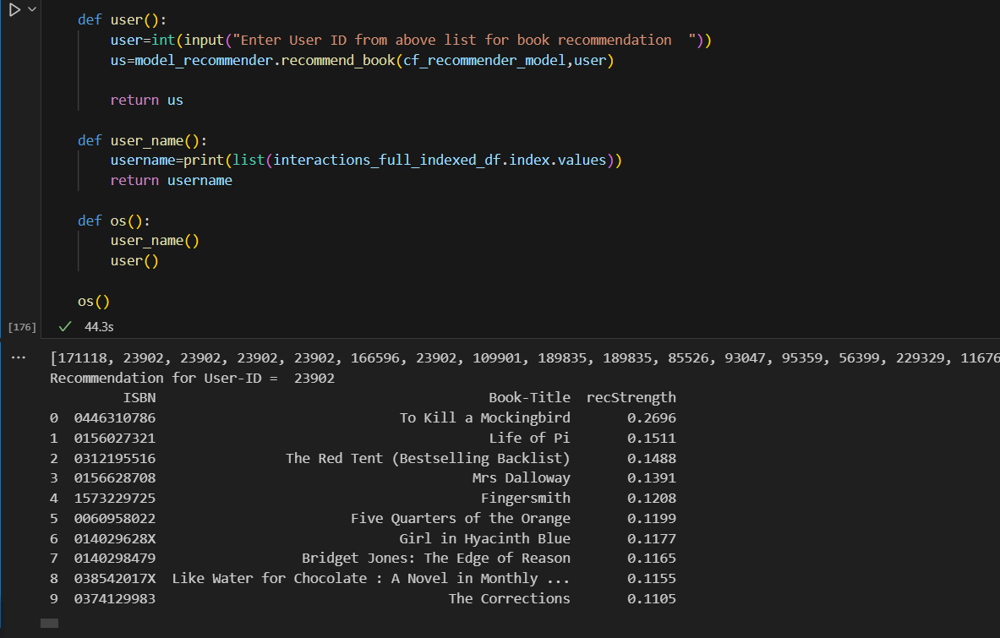 def user():
    user=int(input("Enter User ID from above list for book recommendation  "))
    us=model_recommender.recommend_book(cf_recommender_model,user)
    return us
def user_name():
    username=print(list(interactions_full_indexed_df.index.values))
    return username
def os():
    user_name()
    user()
os()
[176] 44.3s
[171118, 23902, 23902, 23902, 23902, 166596, 23902, 109901, 189835, 189835, 85526, 93047, 95359, 56399, 229329, 11676
Recommendation for User-ID =  23902
ISBN Book-Title recStrength
0 0446310786 To Kill a Mockingbird 0.2696
1 0156027321 Life of Pi 0.1511
2 0312195516 The Red Tent (Bestselling Backlist) 0.1488
3 0156628708 Mrs Dalloway 0.1391
4 1573229725 Fingersmith 0.1208
5 0060958022 Five Quarters of the Orange 0.1199
6 014029628X Girl in Hyacinth Blue 0.1177
7 0140298479 Bridget Jones: The Edge of Reason 0.1165
8 038542017X Like Water for Chocolate : A Novel in Monthly ... 0.1155
9 0374129983 The Corrections 0.1105